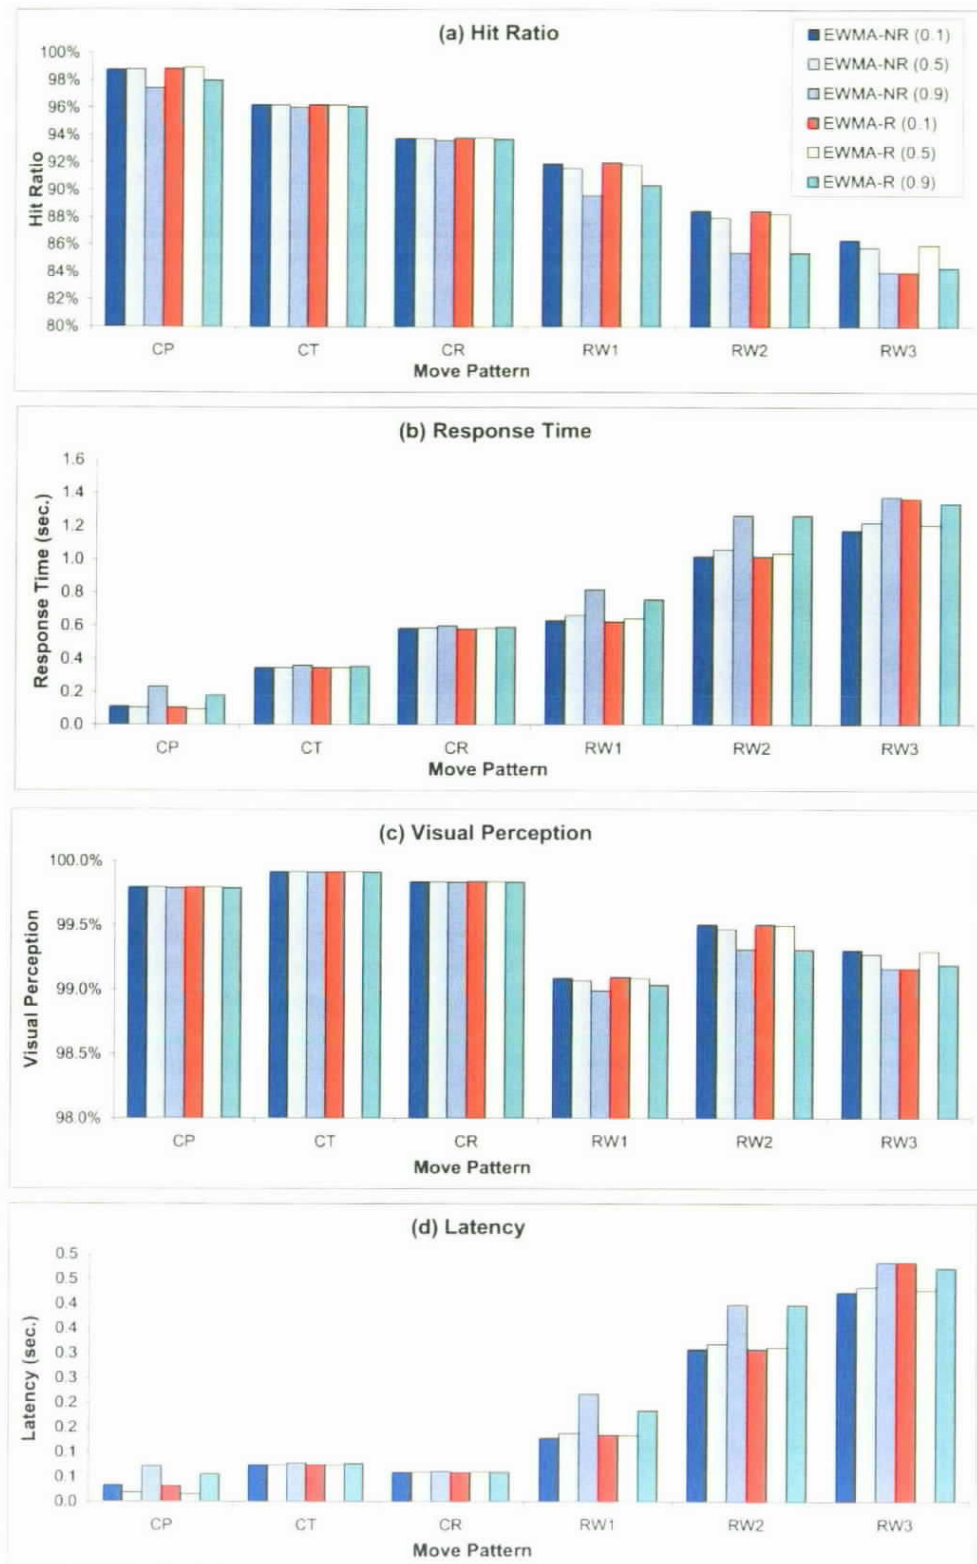 (a) Hit Ratio
100%
98%
96%
94%
92%
90%
88%
86%
84%
82%
80%
Hit Ratio
EWMA-NR (0.1)
EWMA-NR (0.5)
EWMA-NR (0.9)
EWMA-R (0.1)
EWMA-R (0.5)
EWMA-R (0.9)
CP CT CR RW1 RW2 RW3
Move Pattern
(b) Response Time
1.6
1.4
1.2
1.0
0.8
0.6
0.4
0.2
0.0
Response Time (sec.)
CP CT CR RW1 RW2 RW3
Move Pattern
(c) Visual Perception
100.0%
99.5%
99.0%
98.5%
98.0%
Visual Perception
CP CT CR RW1 RW2 RW3
Move Pattern
(d) Latency
0.5
0.5
0.4
0.4
0.3
0.3
0.2
0.2
0.1
0.1
0.0
Latency (sec.)
CP CT CR RW1 RW2 RW3
Move Pattern